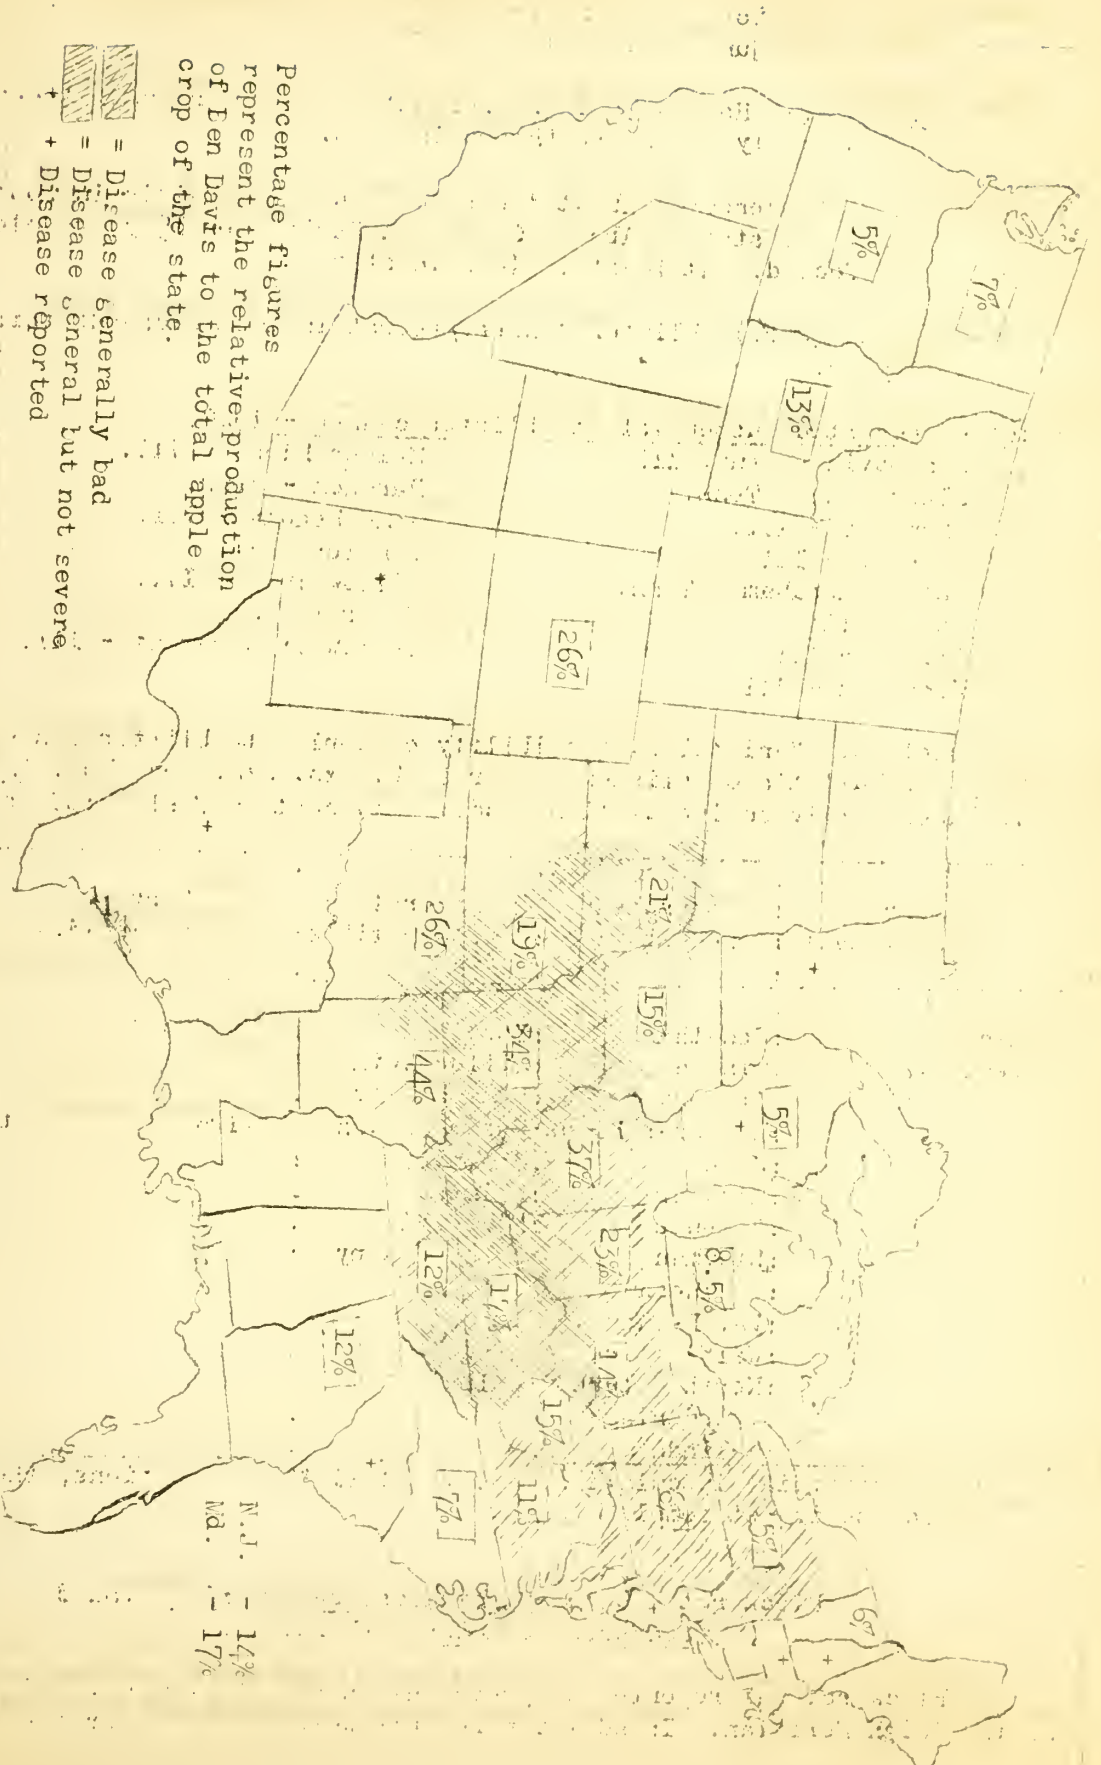 7%
5%
13%
26%
21%
19%
26%
15%
34%
44%
5%
37%
23%
8.5%
12%
17%
12%
15%
11%
7%
5%
6%
N.J. - 14%
Md. - 17%
Percentage figures
represent the relative production
of Ben Davis to the total apple
crop of the state.
= Disease generally bad
= Disease general but not severe
+ + Disease reported